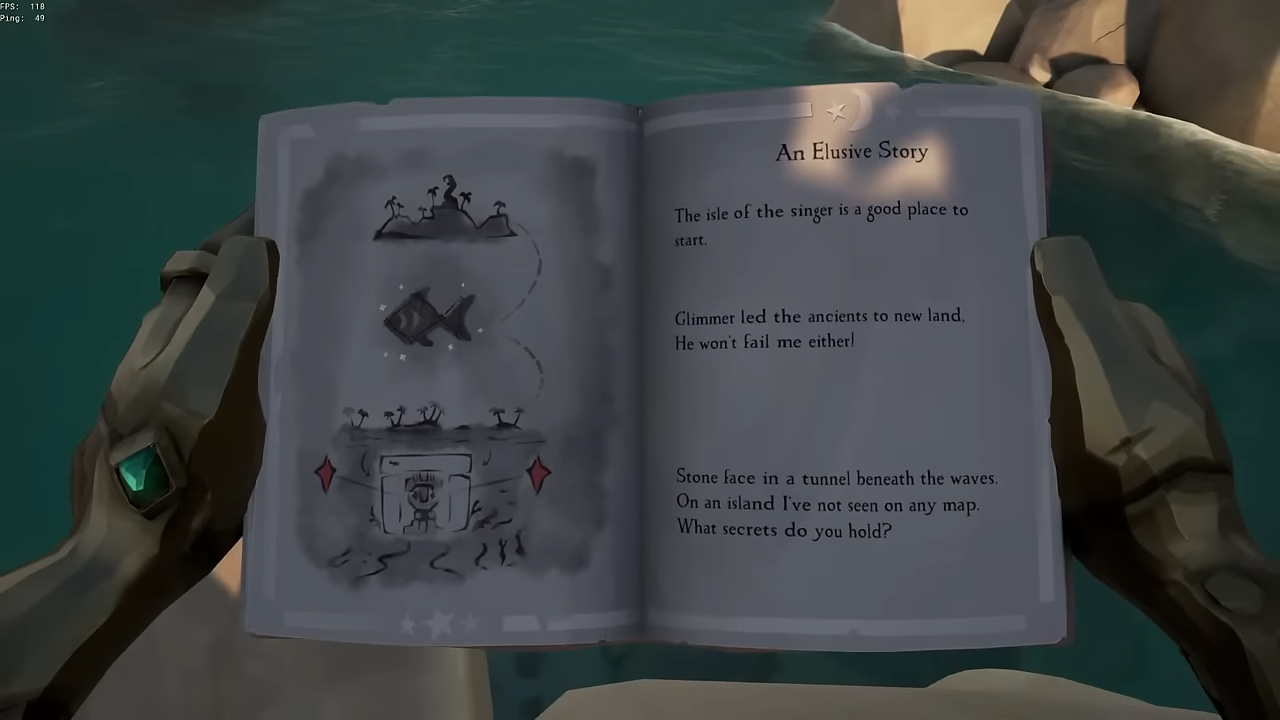 FPS: 118
Ping: 49
An Elusive Story
The isle of the singer is a good place to
start.
Glimmer led the ancients to new land.
He won't fail me either!
Stone face in a tunnel beneath the waves.
On an island I've not seen on any map.
What secrets do you hold?